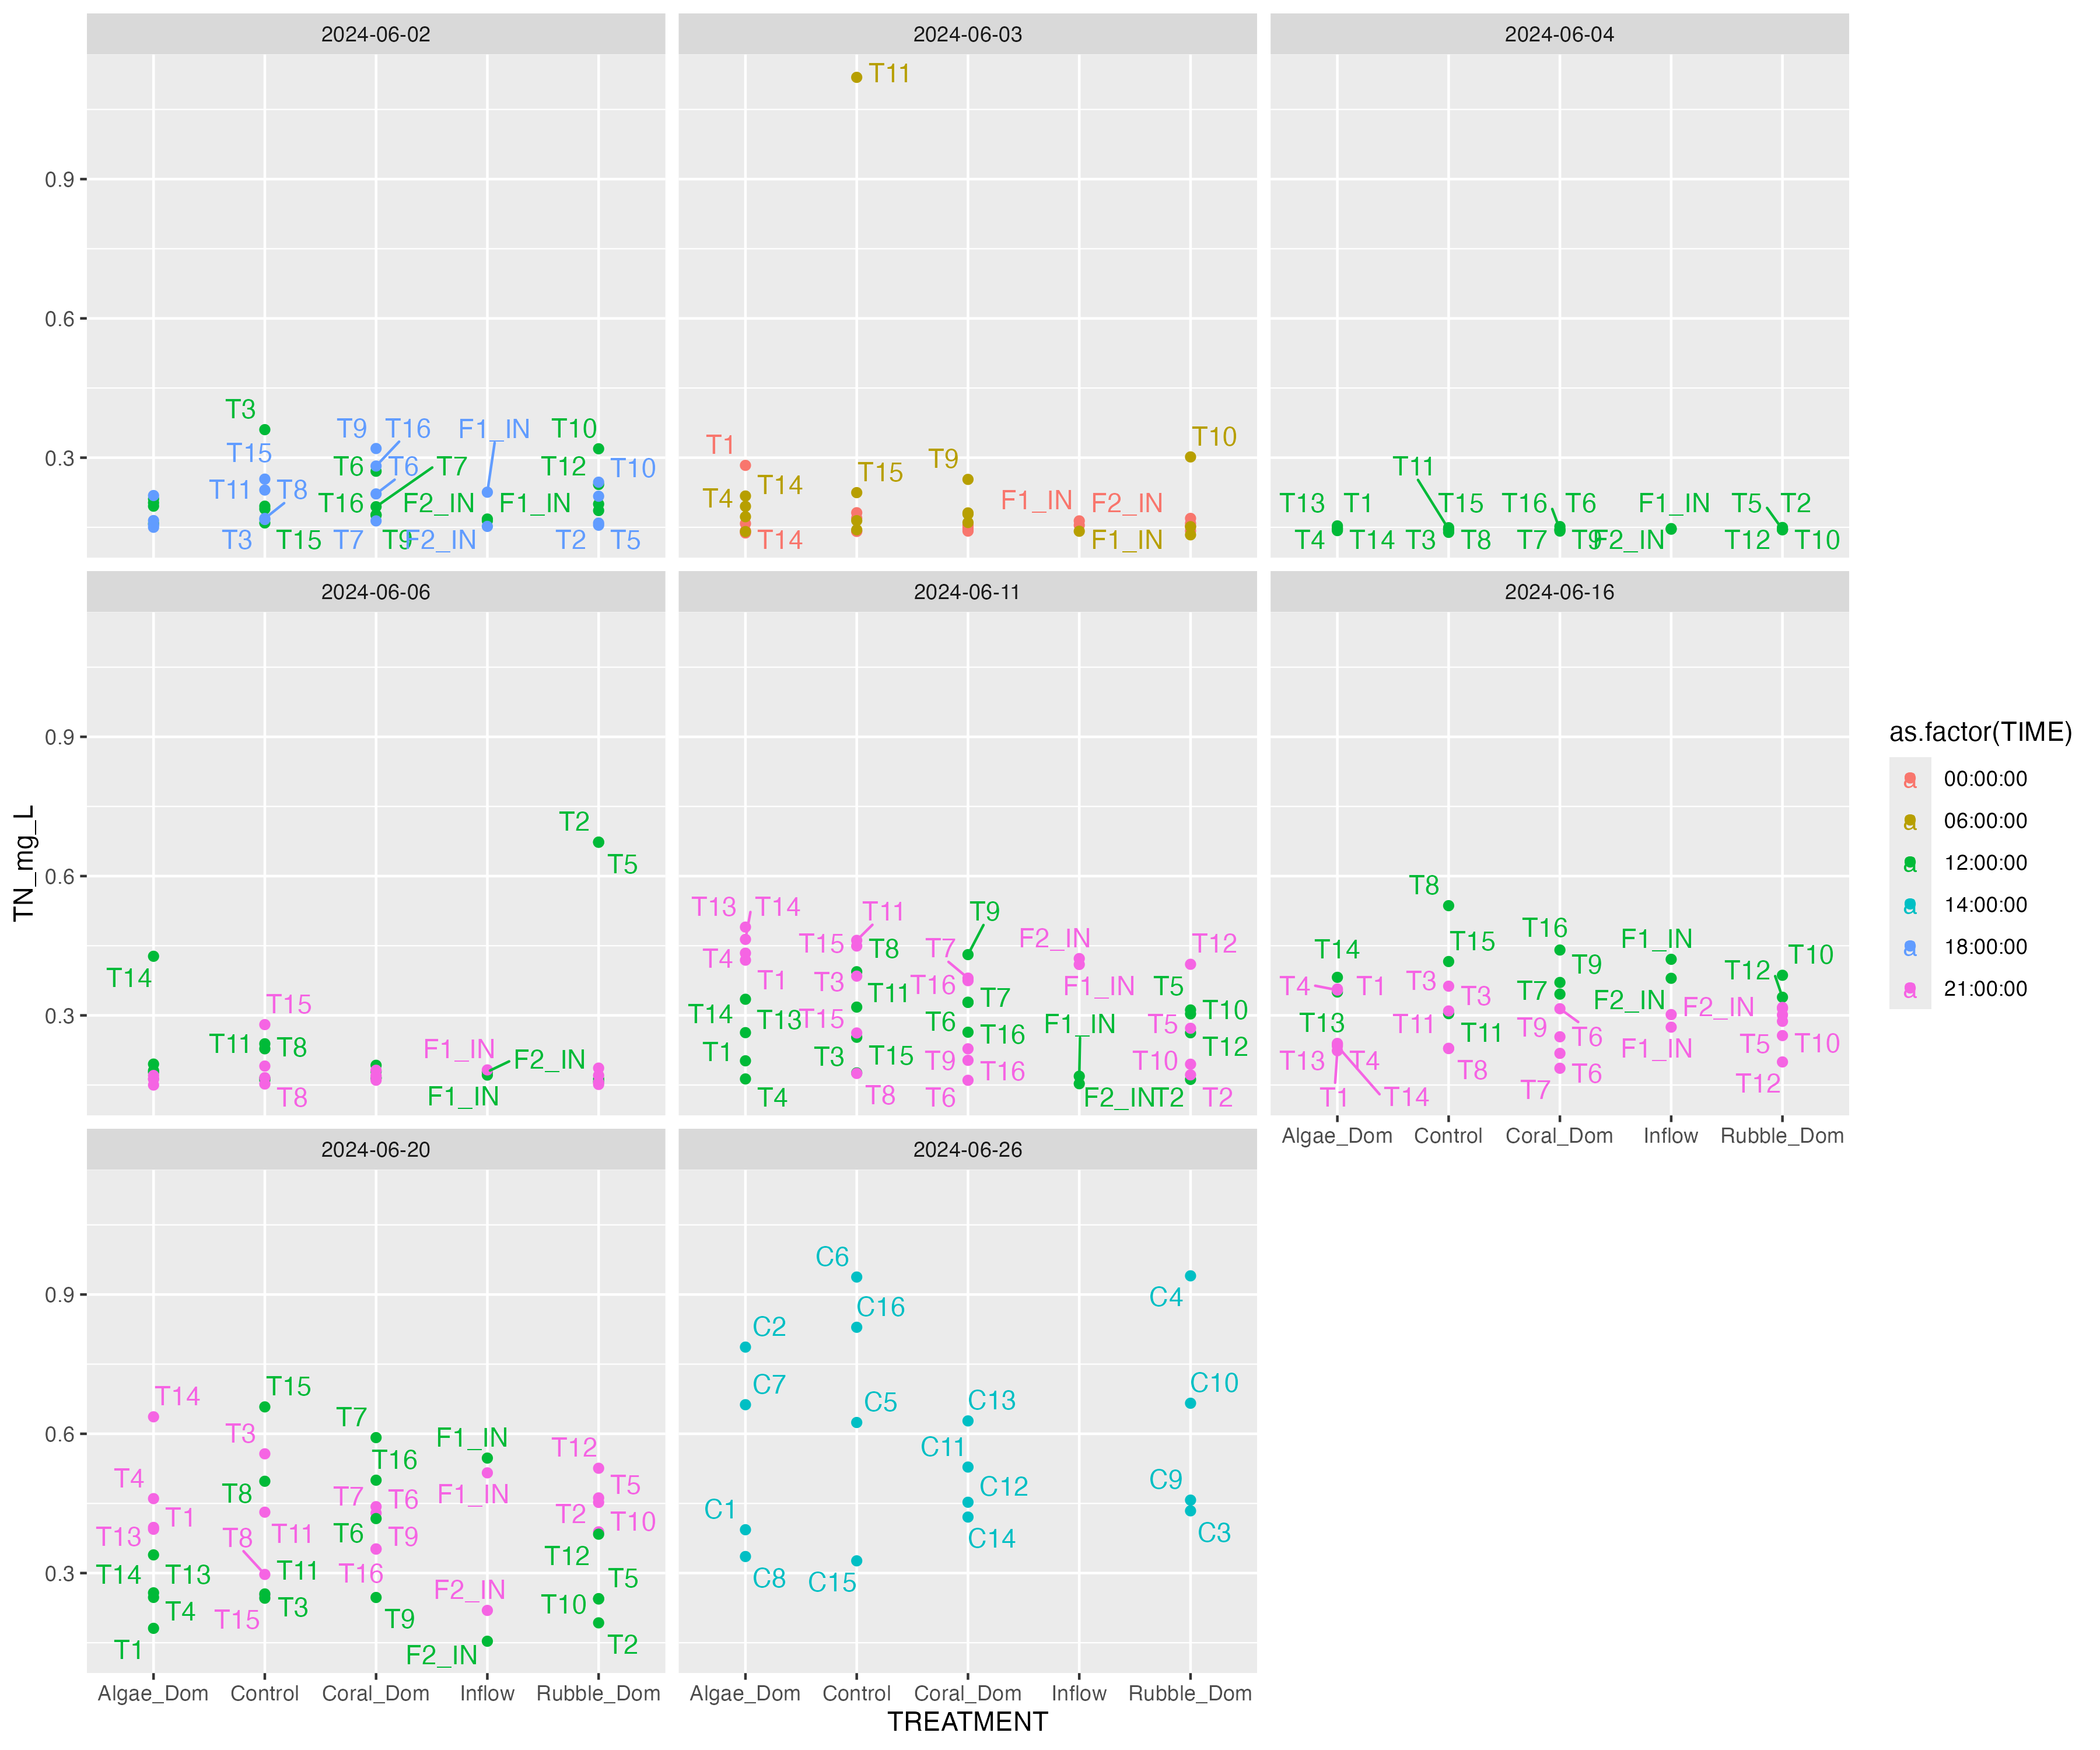 2024-06-02
2024-06-03
2024-06-04
0.9
0.6
0.3
T3
T15
T11
T8
T3
T15
T9
T16
T6
T6
T7
T16
T7
T9
F1_IN
F2_IN
F1_IN
F2_IN
T10
T12
T10
T2
T5
T11
T1
T14
T4
T14
T15
T9
F1_IN
F2_IN
F1_IN
T10
T11
T13
T1
T15
T16
T6
F1_IN
T5
T2
T4
T14
T3
T8
T7
T9
F2_IN
T12
T10
2024-06-06
2024-06-11
2024-06-16
0.9
0.6
0.3
T14
T15
T11
T8
T8
F1_IN
F2_IN
F1_IN
T2
T5
T13
T14
T4
T1
T14
T13
T1
T4
T11
T15
T8
T3
T11
T15
T3
T15
T8
T9
T7
T16
T7
T6
T16
T9
T16
T6
F2_IN
F1_IN
F1_IN
F2_IN
T12
T5
T10
T5
T12
T10
T2
T2
T14
T4
T1
T13
T13
T4
T1
T14
T8
T15
T3
T3
T11
T11
T8
T16
T9
T7
T9
T6
T6
T7
F1_IN
F2_IN
F2_IN
F1_IN
T10
T12
T5
T10
T12
Algae_Dom
Control
Coral_Dom
Inflow
Rubble_Dom
2024-06-20
2024-06-26
0.9
0.6
0.3
T14
T4
T1
T13
T14
T13
T4
T1
T15
T3
T8
T11
T8
T11
T3
T15
T7
T16
T7
T6
T6
T9
T16
T9
F1_IN
F1_IN
F2_IN
F2_IN
T12
T5
T2
T10
T12
T5
T10
T2
C2
C7
C1
C8
C6
C16
C5
C15
C13
C11
C12
C14
C4
C10
C9
C3
Algae_Dom
Control
Coral_Dom
Inflow
Rubble_Dom
Algae_Dom
Control
Coral_Dom
Inflow
Rubble_Dom
TREATMENT
TN_mg_L
as.factor(TIME)
a 00:00:00
a 06:00:00
a 12:00:00
a 14:00:00
a 18:00:00
a 21:00:00